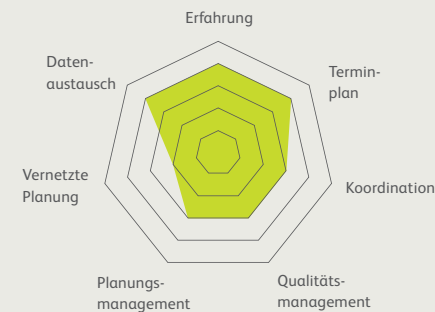 Erfahrung
Daten-
austausch
Termin-
plan
Vernetzte
Planung
Koordination
Planungs-
management
Qualitäts-
management